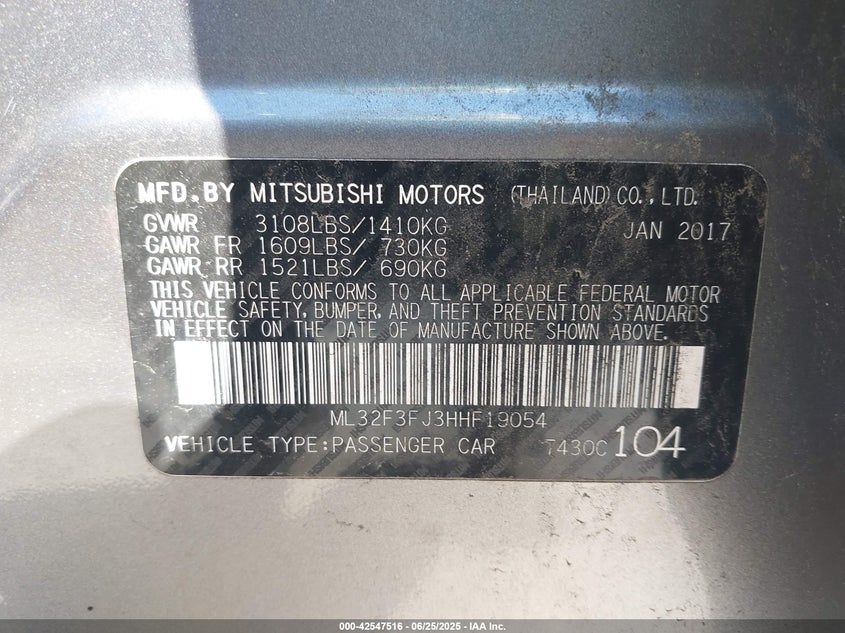 MFD.BY MITSUBISHI MOTORS (THAILAND) CO.,LTD.
GVWR 3108LBS/1410KG JAN 2017
GAWR FR 1609LBS/ 730KG
GAWR RR 1521LBS/ 690KG
THIS VEHICLE CONFORMS TO ALL APPLICABLE FEDERAL MOTOR
VEHICLE SAFETY, BUMPER, AND THEFT PREVENTION STANDARDS
IN EFFECT ON THE DATE OF MANUFACTURE SHOWN ABOVE.
ML32F3FJ3HHF19054
VEHICLE TYPE:PASSENGER CAR 7430C 104
000-42547516 / 06/25/2025 - IAA Inc.